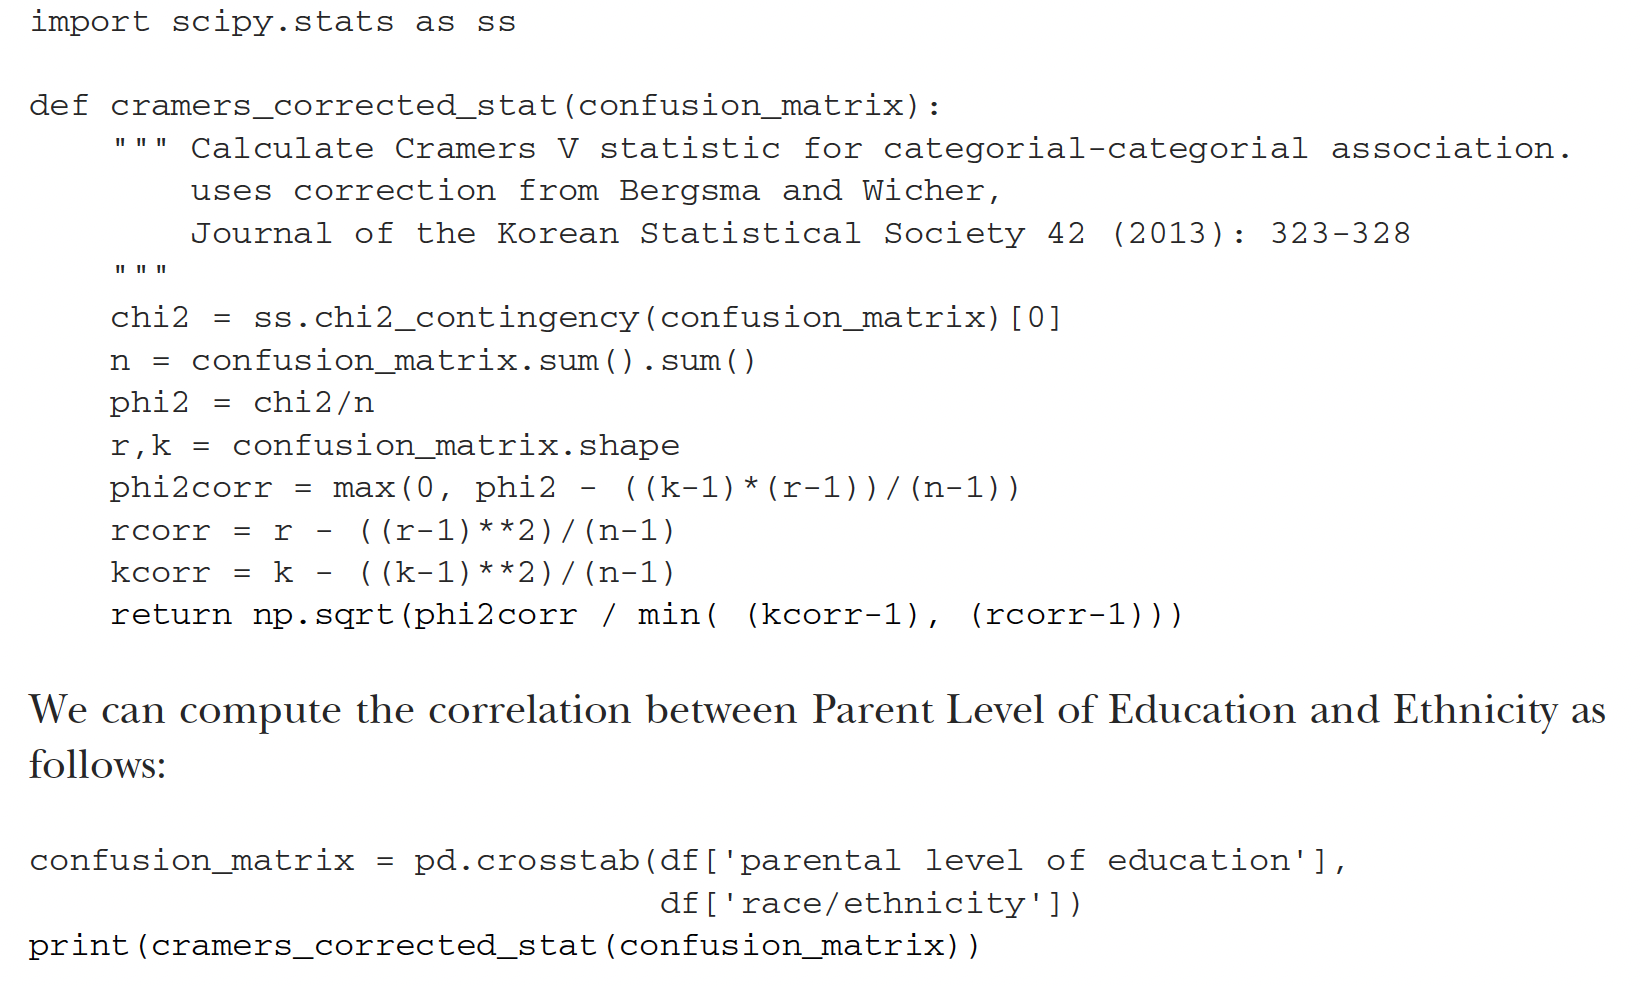 import scipy.stats as ss
def cramers_corrected_stat(confusion_matrix):
    """ Calculate Cramers V statistic for categorial-categorial association.
        uses correction from Bergsma and Wicher,
        Journal of the Korean Statistical Society 42 (2013): 323-328
    """
    chi2 = ss.chi2_contingency(confusion_matrix)[0]
    n = confusion_matrix.sum().sum()
    phi2 = chi2/n
    r,k = confusion_matrix.shape
    phi2corr = max(0, phi2 - ((k-1)*(r-1))/(n-1))
    rcorr = r - ((r-1)**2)/(n-1)
    kcorr = k - ((k-1)**2)/(n-1)
    return np.sqrt(phi2corr / min( (kcorr-1), (rcorr-1)))
We can compute the correlation between Parent Level of Education and Ethnicity as
follows:
confusion_matrix = pd.crosstab(df['parental level of education'],
                               df['race/ethnicity'])
print(cramers_corrected_stat(confusion_matrix))